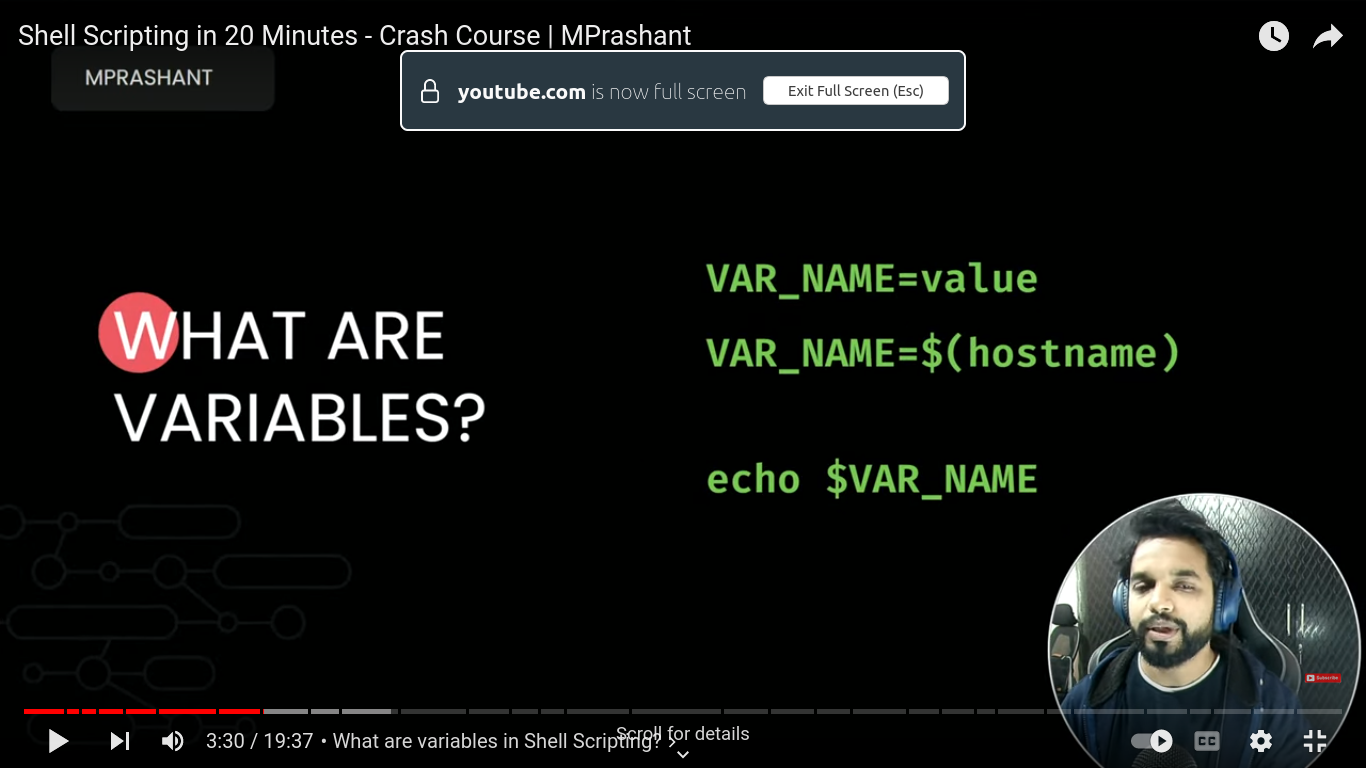 Shell Scripting in 20 Minutes - Crash Course | MPrashant
MPRASHANT
youtube.com is now full screen
Exit Full Screen (Esc)
WHAT ARE
VARIABLES?
VAR_NAME=value
VAR_NAME=$(hostname)
echo $VAR_NAME
Subscribe
3:30 / 19:37 • What are variables in Shell Scripting?
Scroll for details
CC